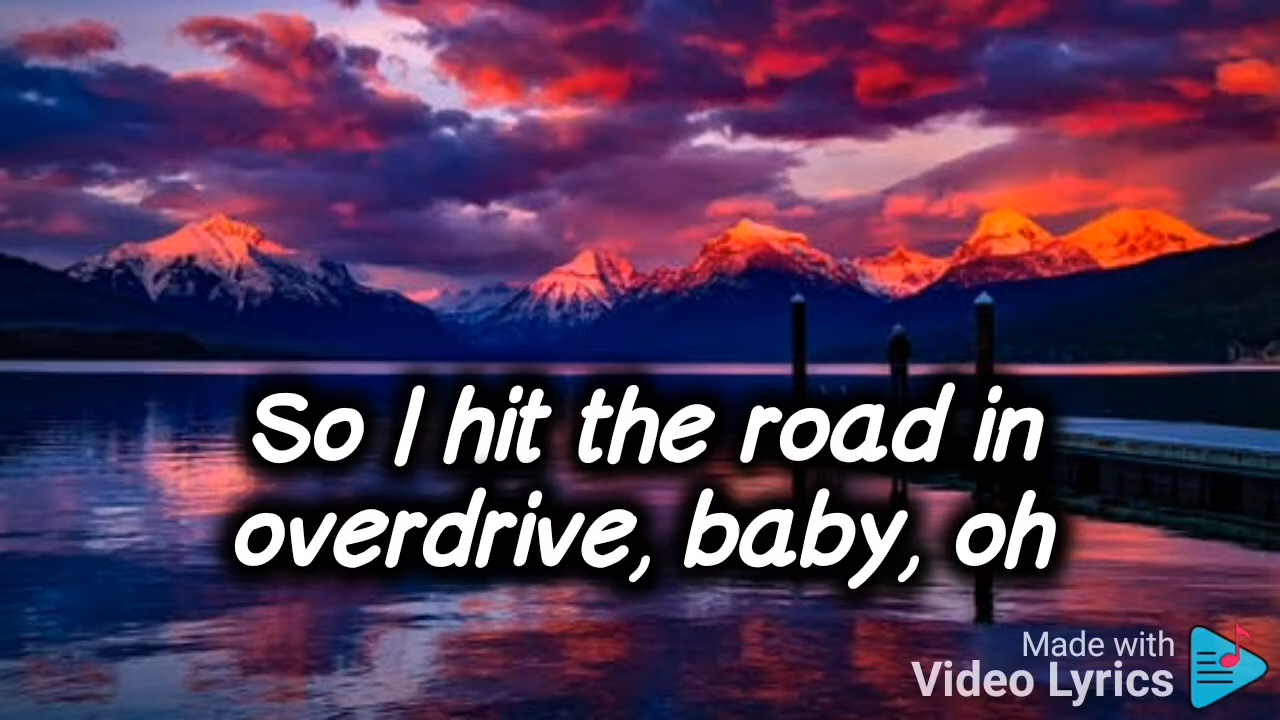 So I hit the road in
overdrive, baby, oh
Made with
Video Lyrics